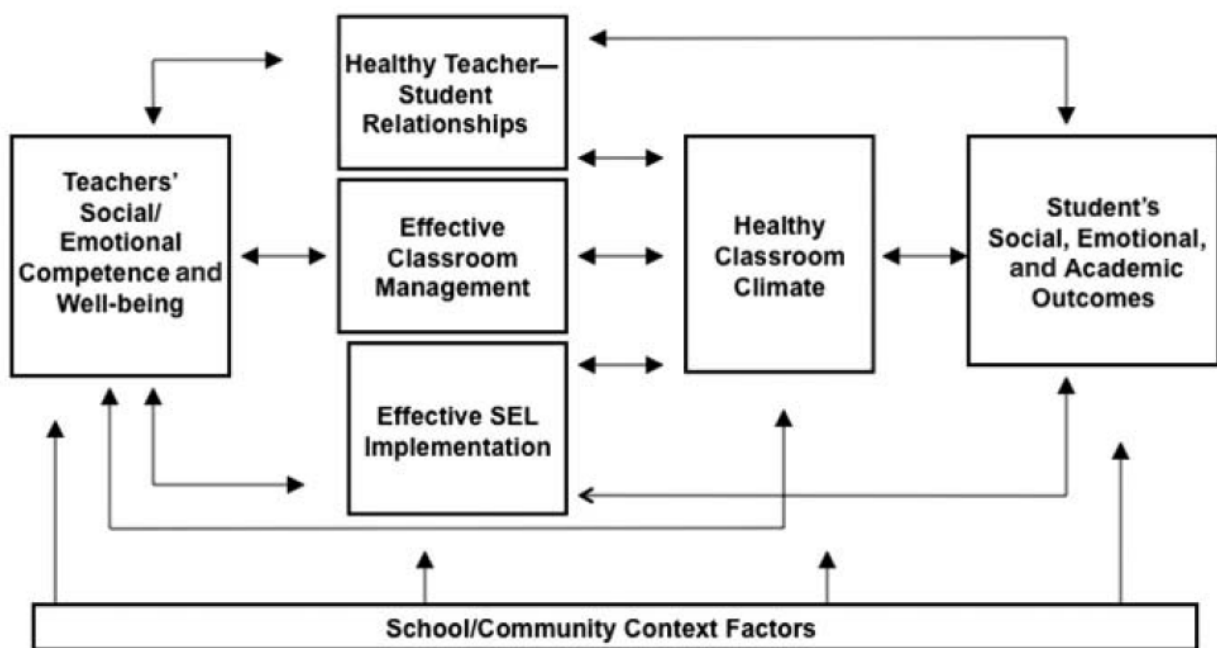 Healthy Teacher—
Student
Relationships
Teachers’
Social/
Emotional
Competence and
Well-being
Effective
Classroom
Management
Healthy
Classroom
Climate
Student’s
Social, Emotional,
and Academic
Outcomes
Effective SEL
Implementation
School/Community Context Factors